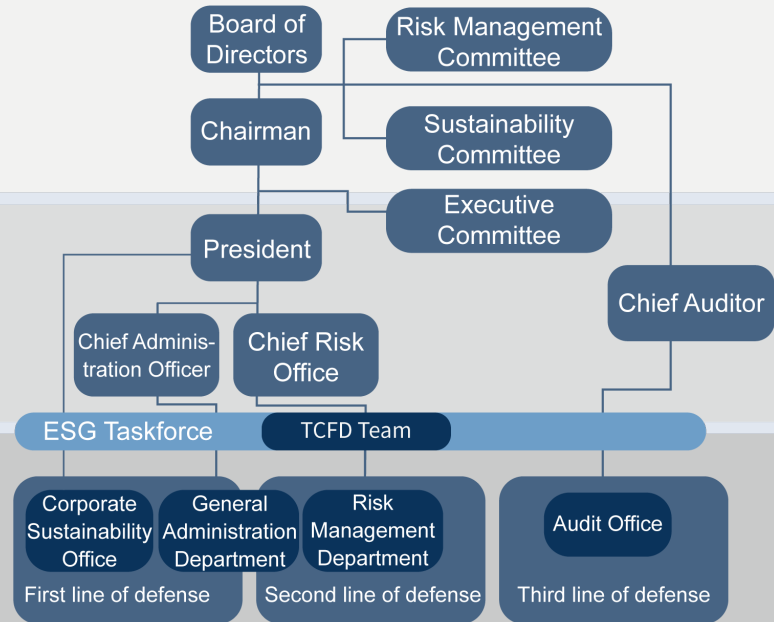 Board of
Directors
Risk Management
Committee
Chairman
Sustainability
Committee
Executive
Committee
President
Chief Auditor
Chief Adminis-
tration Officer
Chief Risk
Office
ESG Taskforce
TCFD Team
Corporate
Sustainability
Office
General
Administration
Department
Risk
Management
Department
Audit Office
First line of defense
Second line of defense
Third line of defense